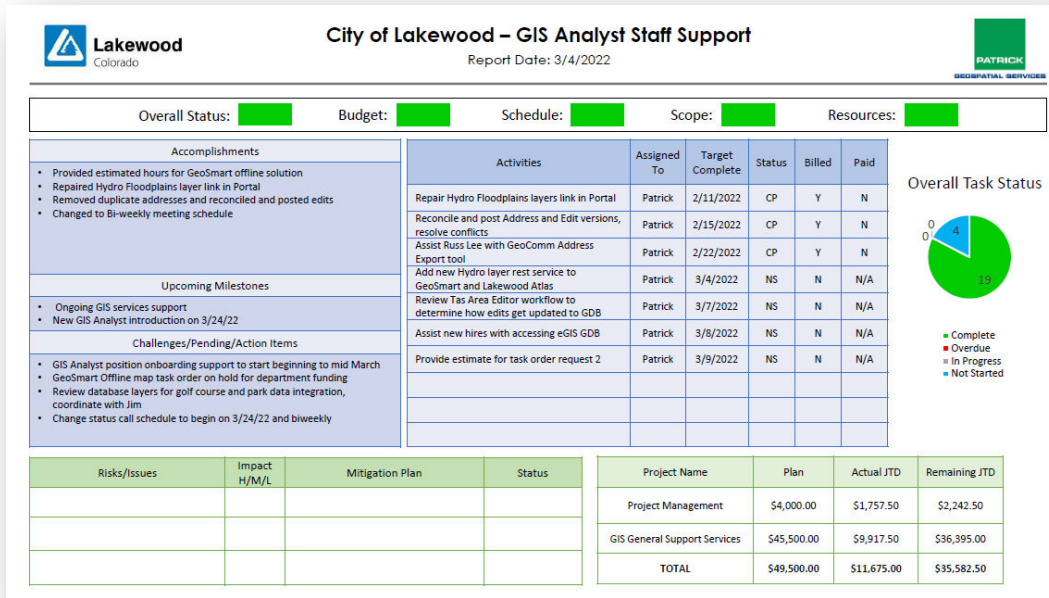 Lakewood
Colorado
City of Lakewood – GIS Analyst Staff Support
Report Date: 3/4/2022
PATRICK
GEOSPATIAL SERVICES
Overall Status: Budget: Schedule: Scope: Resources:
Accomplishments
• Provided estimated hours for GeoSmart offline solution
• Repaired Hydro Floodplains layer link in Portal
• Removed duplicate addresses and reconciled and posted edits
• Changed to Bi-weekly meeting schedule
Upcoming Milestones
• Ongoing GIS services support
• New GIS Analyst introduction on 3/24/22
Challenges/Pending/Action Items
• GIS Analyst position onboarding support to start beginning to mid March
• GeoSmart Offline map task order on hold for department funding
• Review database layers for golf course and park data integration,
coordinate with Jim
• Change status call schedule to begin on 3/24/22 and biweekly
Activities Assigned To Target Complete Status Billed Paid
Repair Hydro Floodplains layers link in Portal Patrick 2/11/2022 CP Y N
Reconcile and post Address and Edit versions,
resolve conflicts Patrick 2/15/2022 CP Y N
Assist Russ Lee with GeoComm Address
Export tool Patrick 2/22/2022 CP Y N
Add new Hydro layer rest service to
GeoSmart and Lakewood Atlas Patrick 3/4/2022 NS N N/A
Review Tas Area Editor workflow to
determine how edits get updated to GDB Patrick 3/7/2022 NS N N/A
Assist new hires with accessing eGIS GDB Patrick 3/8/2022 NS N N/A
Provide estimate for task order request 2 Patrick 3/9/2022 NS N N/A
Overall Task Status
0
0
4
19
Complete
Overdue
In Progress
Not Started
Risks/Issues Impact H/M/L Mitigation Plan Status
Project Name Plan Actual JTD Remaining JTD
Project Management $4,000.00 $1,757.50 $2,242.50
GIS General Support Services $45,500.00 $9,917.50 $36,395.00
TOTAL $49,500.00 $11,675.00 $35,582.50